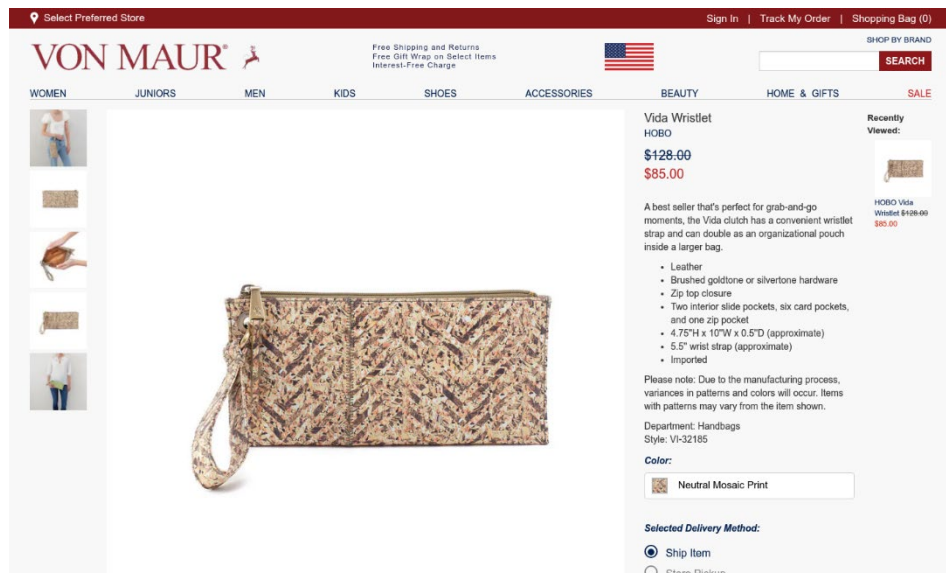 Select Preferred Store
Sign In | Track My Order | Shopping Bag (0)
VON MAUR®
Free Shipping and Returns
Free Gift Wrap on Select Items
Interest-Free Charge
SHOP BY BRAND
SEARCH
WOMEN JUNIORS MEN KIDS SHOES ACCESSORIES BEAUTY HOME & GIFTS SALE
Vida Wristlet
HOBO
$128.00
$85.00
A best seller that's perfect for grab-and-go
moments, the Vida clutch has a convenient wristlet
strap and can double as an organizational pouch
inside a larger bag.
• Leather
• Brushed goldtone or silvertone hardware
• Zip top closure
• Two interior slide pockets, six card pockets,
and one zip pocket
• 4.75"H x 10"W x 0.5"D (approximate)
• 5.5" wrist strap (approximate)
• Imported
Please note: Due to the manufacturing process,
variances in patterns and colors will occur. Items
with patterns may vary from the item shown.
Department: Handbags
Style: VI-32185
Color:
Neutral Mosaic Print
Selected Delivery Method:
Ship Item
Store Pickup
Recently
Viewed:
HOBO Vida
Wristlet $128.00
$85.00